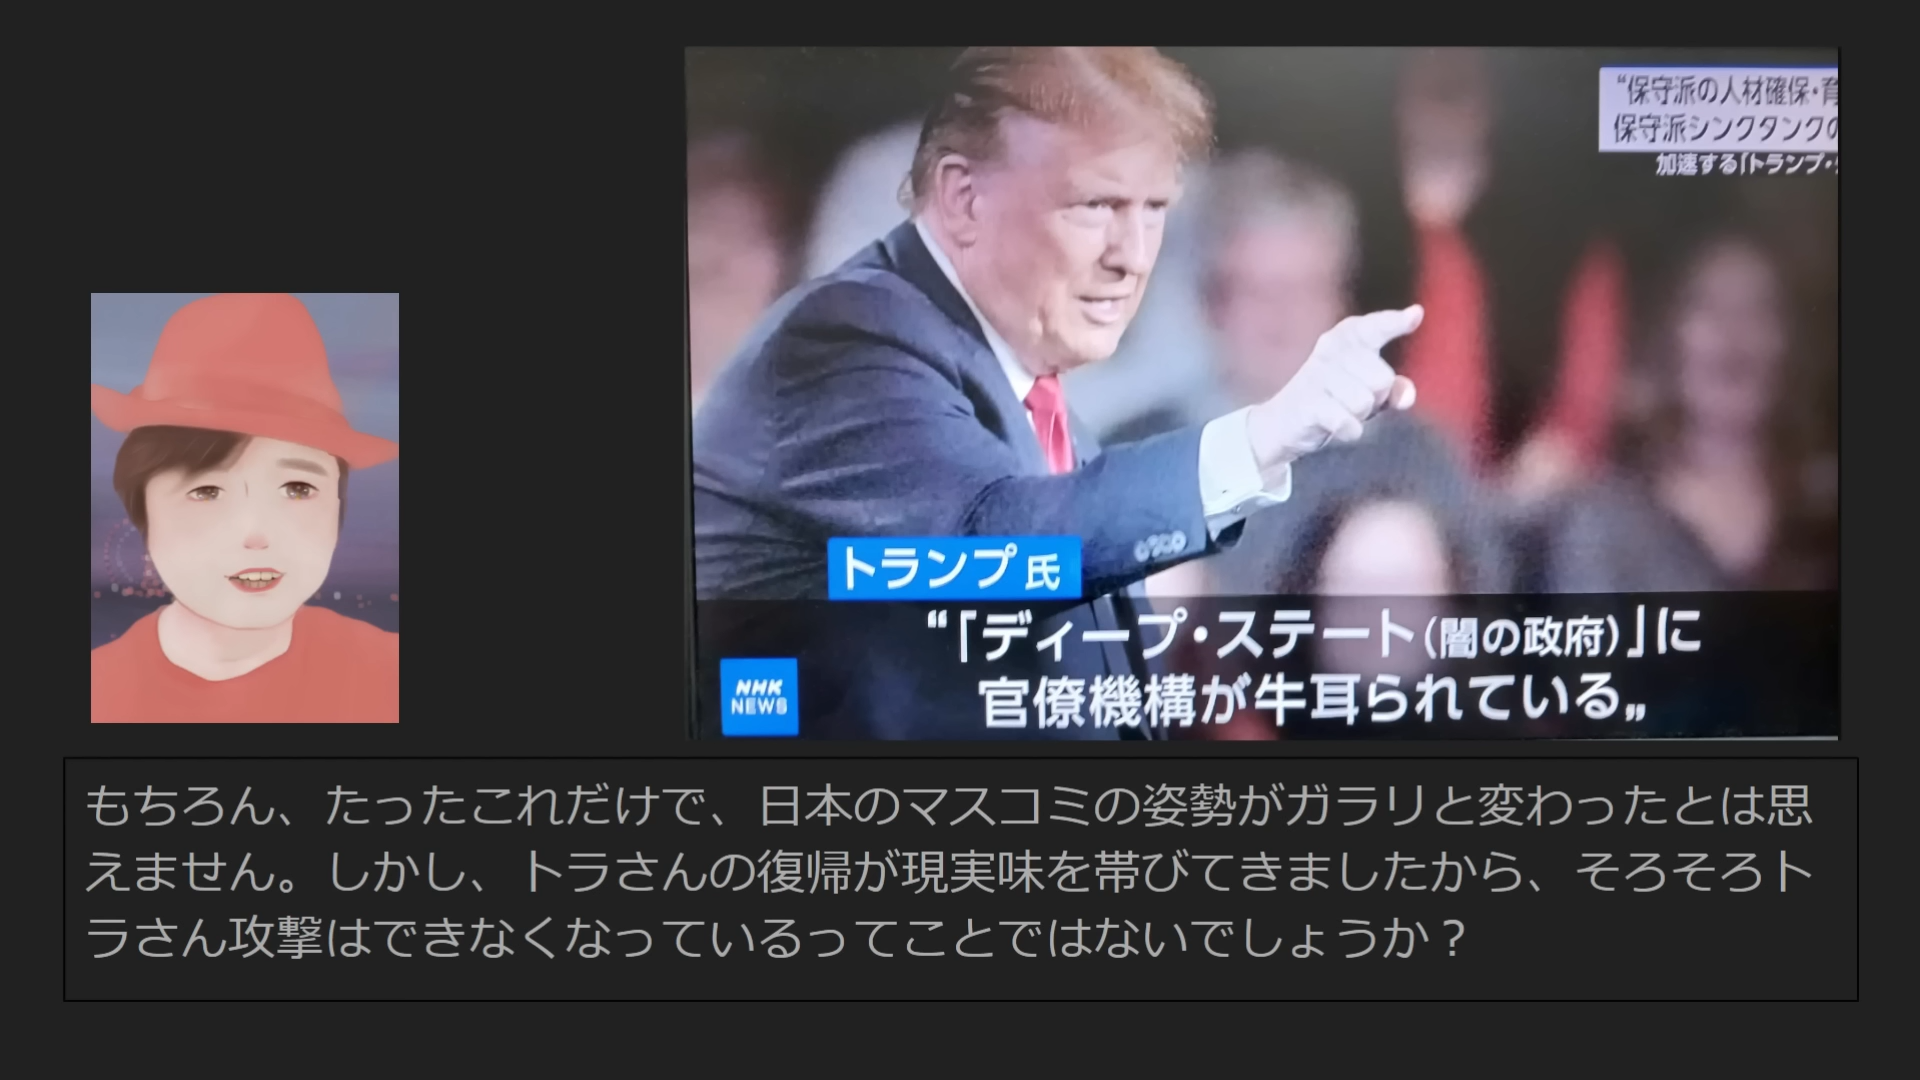 “保守派の人材確保・育
保守派シンクタンクの
加速する「トランプ・
トランプ氏
“「ディープ・ステート(闇の政府)」に
官僚機構が牛耳られている„
NHK
NEWS
もちろん、たったこれだけで、日本のマスコミの姿勢がガラリと変わったとは思
えません。しかし、トラさんの復帰が現実味を帯びてきましたから、そろそろト
ラさん攻撃はできなくなっているってことではないでしょうか？